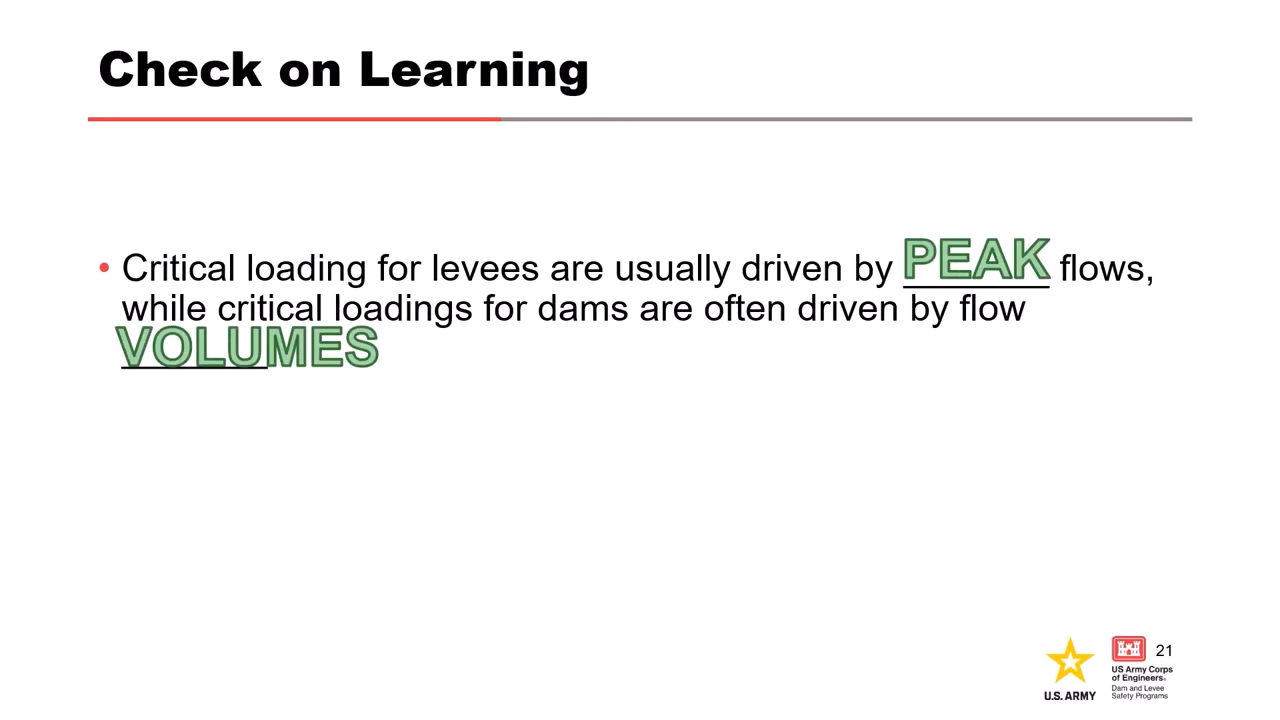 Check on Learning
• Critical loading for levees are usually driven by PEAK flows,
while critical loadings for dams are often driven by flow
VOLUMES
21
U.S. ARMY
US Army Corps
of Engineers®
Dam and Levee
Safety Programs